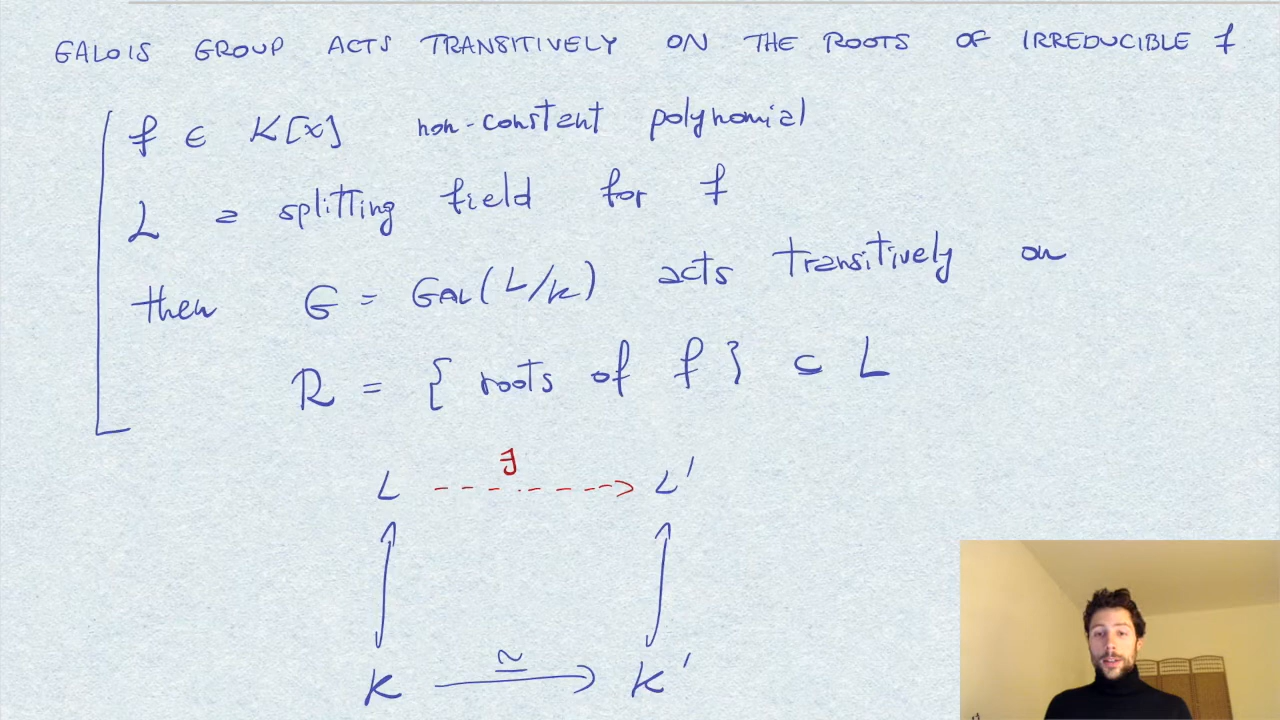 GALOIS GROUP ACTS TRANSITIVELY ON THE ROOTS OF IRREDUCIBLE f
f ∈ K[x] non-constant polynomial
L = splitting field for f
then G = GAL(L/K) acts transitively on
R = { roots of f } ⊂ L
∃
L L'
≃
K K'